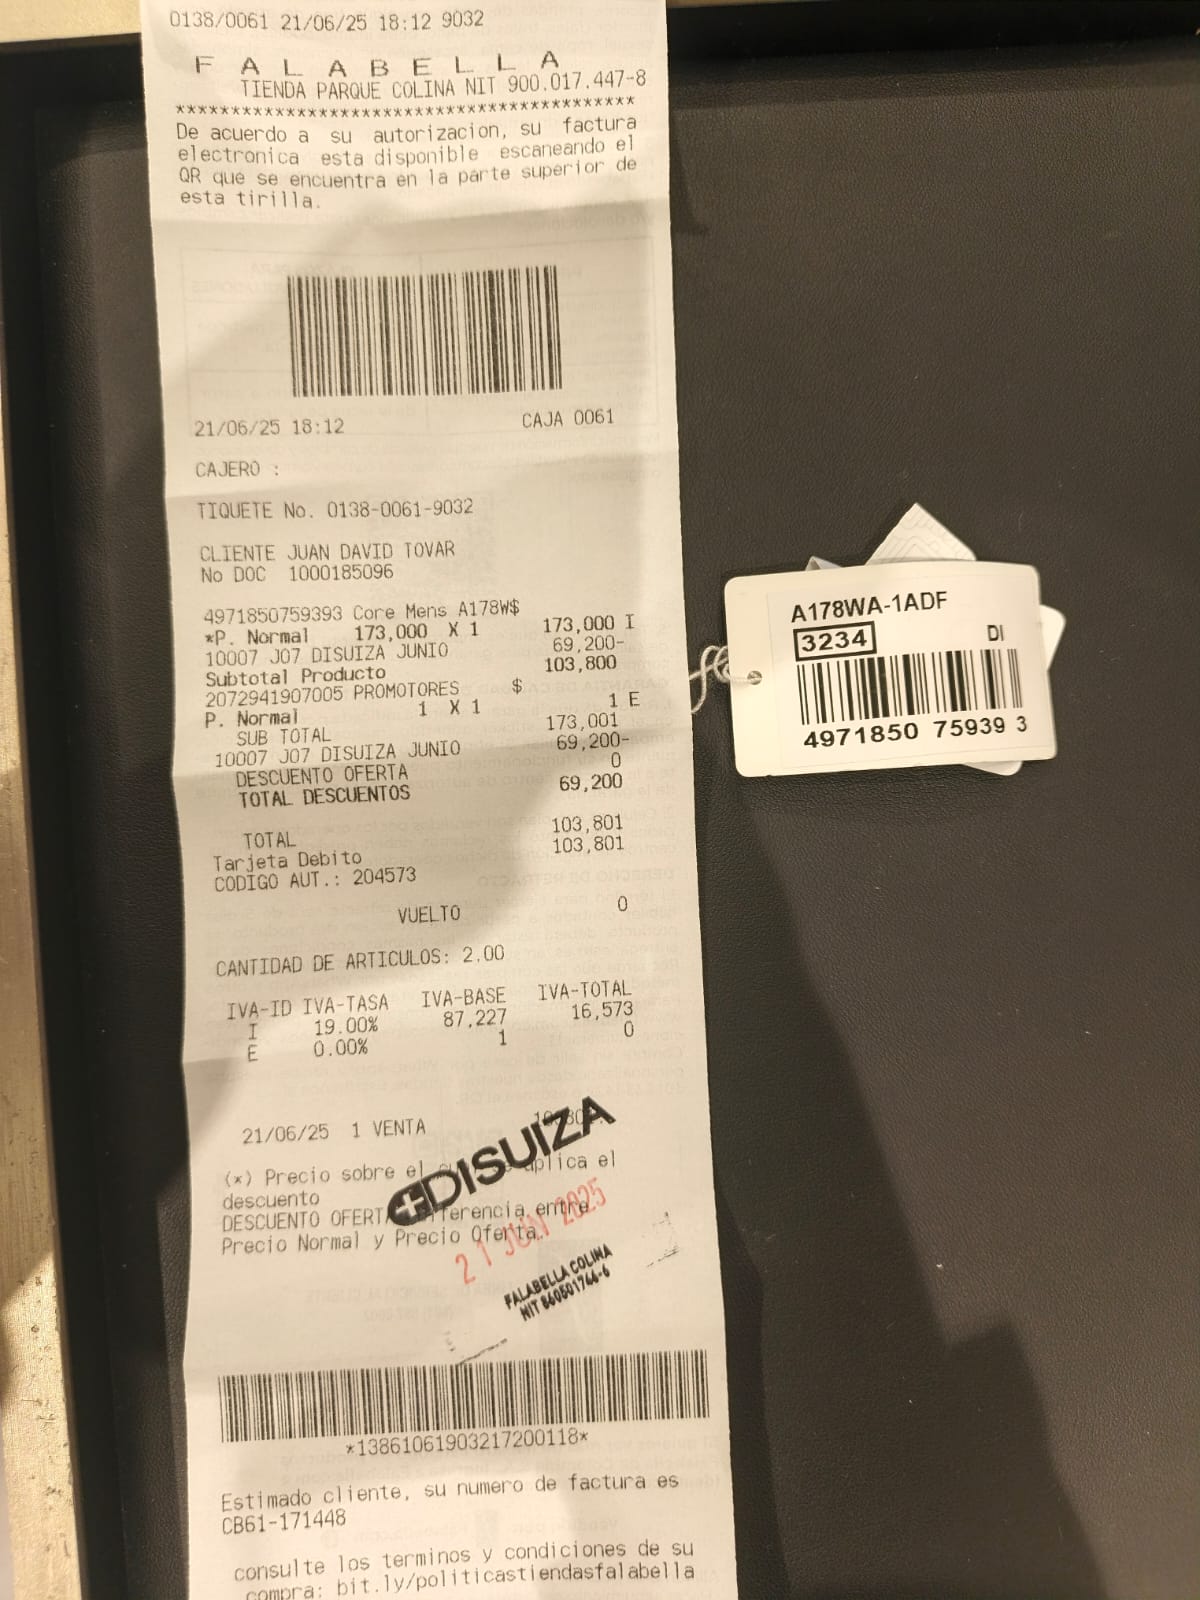 0138/0061 21/06/25 18:12 9032
F A L A B E L L A
TIENDA PARQUE COLINA NIT 900.017.447-8
******************************************
De acuerdo a su autorizacion, su factura
electronica esta disponible escaneando el
QR que se encuentra en la parte superior de
esta tirilla.
21/06/25 18:12 CAJA 0061
CAJERO :
TIQUETE No. 0138-0061-9032
CLIENTE JUAN DAVID TOVAR
No DOC 1000185096
4971850759393 Core Mens A178W$
*P. Normal 173,000 X 1 173,000 I
10007 J07 DISUIZA JUNIO 69,200-
Subtotal Producto 103,800
2072941907005 PROMOTORES $
P. Normal 1 X 1 1 E
SUB TOTAL 173,001
10007 J07 DISUIZA JUNIO 69,200-
DESCUENTO OFERTA 0
TOTAL DESCUENTOS 69,200
TOTAL 103,801
Tarjeta Debito 103,801
CODIGO AUT.: 204573
VUELTO 0
CANTIDAD DE ARTICULOS: 2.00
IVA-ID IVA-TASA IVA-BASE IVA-TOTAL
I 19.00% 87,227 16,573
E 0.00% 1 0
21/06/25 1 VENTA
(*) Precio sobre el se aplica el
descuento
DESCUENTO OFERTA entre
Precio Normal y Precio Oferta.
DISUIZA
21 JUN 2025
FALABELLA COLINA
NIT 860501766-6
*13861061903217200118*
Estimado cliente, su numero de factura es
CB61-171448
consulte los terminos y condiciones de su
compra: bit.ly/politicastiendasfalabella
A178WA-1ADF
3234 DI
4971850 75939 3